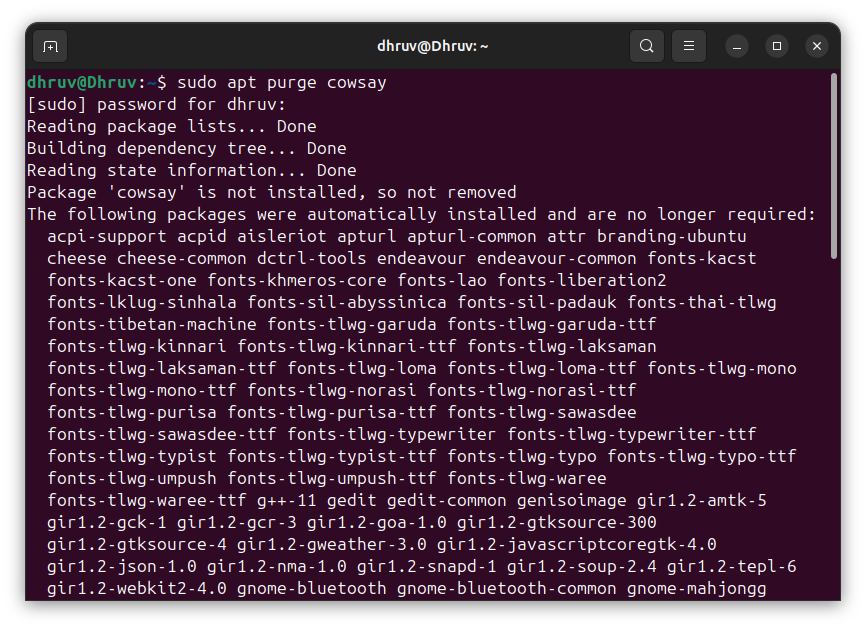 dhruv@Dhruv: ~
dhruv@Dhruv:~$ sudo apt purge cowsay
[sudo] password for dhruv:
Reading package lists... Done
Building dependency tree... Done
Reading state information... Done
Package 'cowsay' is not installed, so not removed
The following packages were automatically installed and are no longer required:
  acpi-support acpid aisleriot apturl apturl-common attr branding-ubuntu
  cheese cheese-common dctrl-tools endeavour endeavour-common fonts-kacst
  fonts-kacst-one fonts-khmeros-core fonts-lao fonts-liberation2
  fonts-lklug-sinhala fonts-sil-abyssinica fonts-sil-padauk fonts-thai-tlwg
  fonts-tibetan-machine fonts-tlwg-garuda fonts-tlwg-garuda-ttf
  fonts-tlwg-kinnari fonts-tlwg-kinnari-ttf fonts-tlwg-laksaman
  fonts-tlwg-laksaman-ttf fonts-tlwg-loma fonts-tlwg-loma-ttf fonts-tlwg-mono
  fonts-tlwg-mono-ttf fonts-tlwg-norasi fonts-tlwg-norasi-ttf
  fonts-tlwg-purisa fonts-tlwg-purisa-ttf fonts-tlwg-sawasdee
  fonts-tlwg-sawasdee-ttf fonts-tlwg-typewriter fonts-tlwg-typewriter-ttf
  fonts-tlwg-typist fonts-tlwg-typist-ttf fonts-tlwg-typo fonts-tlwg-typo-ttf
  fonts-tlwg-umpush fonts-tlwg-umpush-ttf fonts-tlwg-waree
  fonts-tlwg-waree-ttf g++-11 gedit gedit-common genisoimage gir1.2-amtk-5
  gir1.2-gck-1 gir1.2-gcr-3 gir1.2-goa-1.0 gir1.2-gtksource-300
  gir1.2-gtksource-4 gir1.2-gweather-3.0 gir1.2-javascriptcoregtk-4.0
  gir1.2-json-1.0 gir1.2-nma-1.0 gir1.2-snapd-1 gir1.2-soup-2.4 gir1.2-tepl-6
  gir1.2-webkit2-4.0 gnome-bluetooth gnome-bluetooth-common gnome-mahjongg